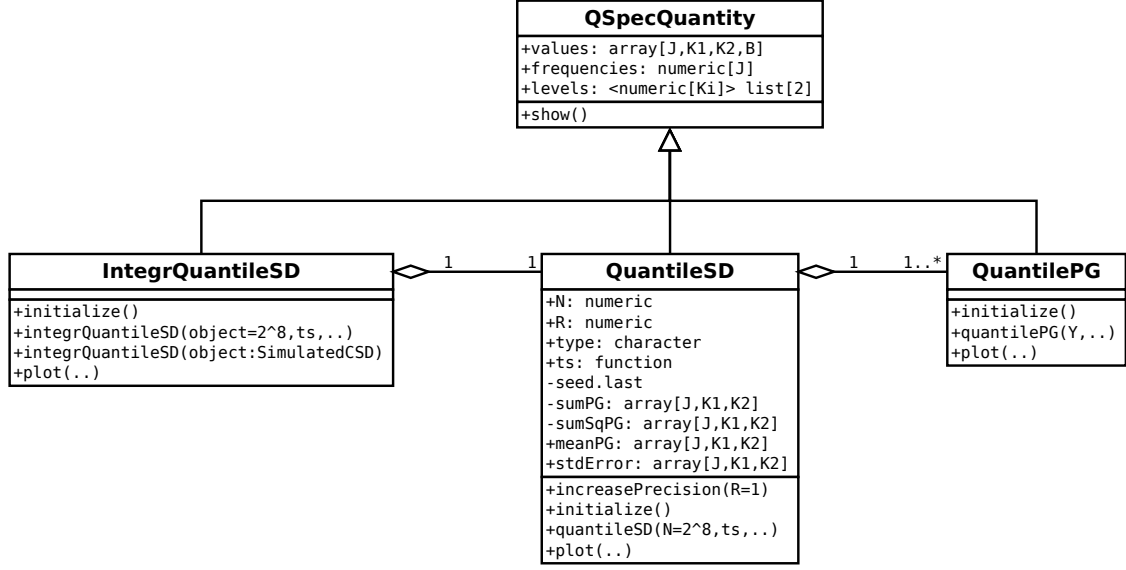 QSpecQuantity
+values: array[J,K1,K2,B]
+frequencies: numeric[J]
+levels: <numeric[Ki]> list[2]
+show()
IntegrQuantileSD
+initialize()
+integrQuantileSD(object=2^8,ts,..)
+integrQuantileSD(object:SimulatedCSD)
+plot(..)
1
1
QuantileSD
+N: numeric
+R: numeric
+type: character
+ts: function
-seed.last
-sumPG: array[J,K1,K2]
-sumSqPG: array[J,K1,K2]
+meanPG: array[J,K1,K2]
+stdError: array[J,K1,K2]
+increasePrecision(R=1)
+initialize()
+quantileSD(N=2^8,ts,..)
+plot(..)
1
1..*
QuantilePG
+initialize()
+quantilePG(Y,..)
+plot(..)